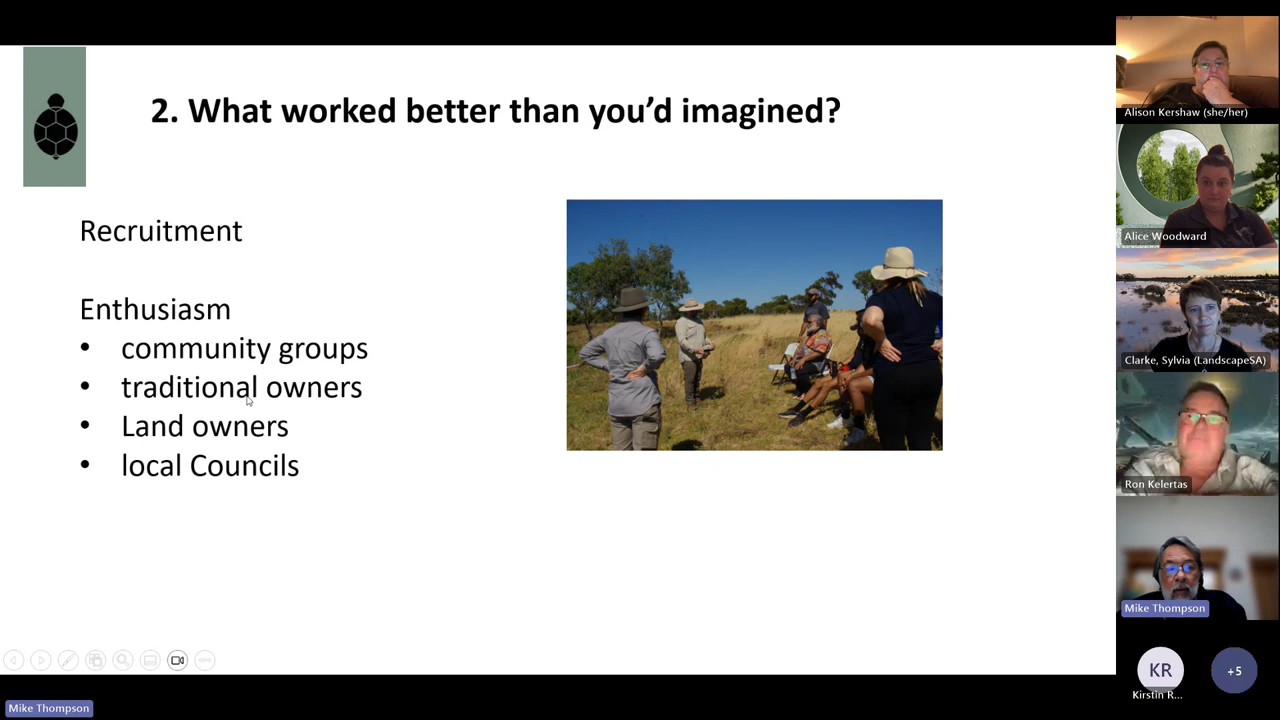 2. What worked better than you’d imagined?
Recruitment
Enthusiasm
• community groups
• traditional owners
• Land owners
• local Councils
Alison Kershaw (she/her)
Alice Woodward
Clarke, Sylvia (LandscapeSA)
Ron Kelertas
Mike Thompson
KR
Kirstin R...
+5
Mike Thompson